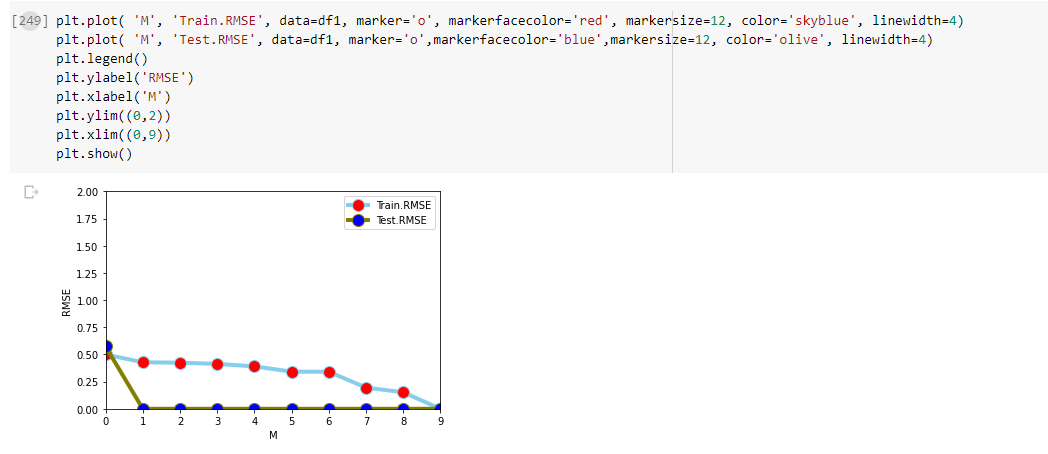 [249] plt.plot( 'M', 'Train.RMSE', data=df1, marker='o', markerfacecolor='red', markersize=12, color='skyblue', linewidth=4)
plt.plot( 'M', 'Test.RMSE', data=df1, marker='o',markerfacecolor='blue',markersize=12, color='olive', linewidth=4)
plt.legend()
plt.ylabel('RMSE')
plt.xlabel('M')
plt.ylim((0,2))
plt.xlim((0,9))
plt.show()
2.00
1.75
1.50
1.25
1.00
0.75
0.50
0.25
0.00
RMSE
Train.RMSE
Test.RMSE
0 1 2 3 4 5 6 7 8 9
M